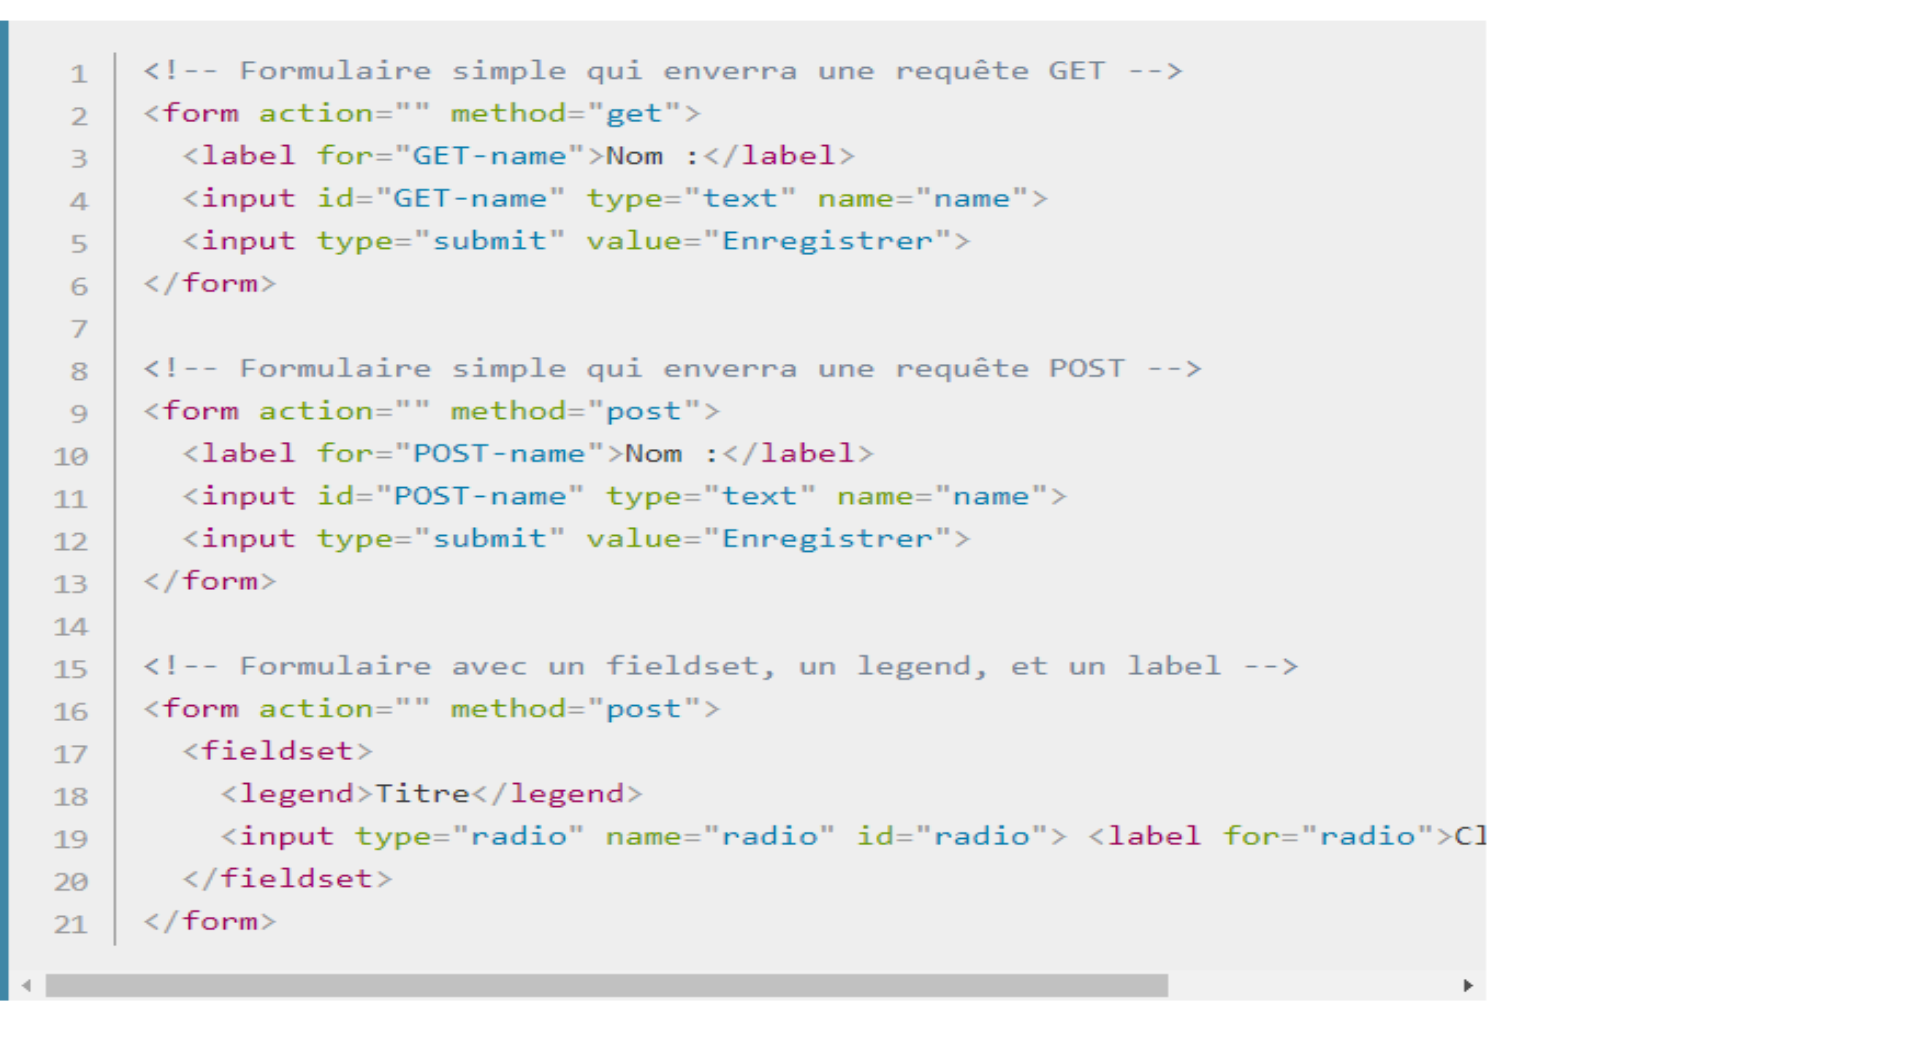 1 <!-- Formulaire simple qui enverra une requête GET -->
2 <form action="" method="get">
3   <label for="GET-name">Nom :</label>
4   <input id="GET-name" type="text" name="name">
5   <input type="submit" value="Enregistrer">
6 </form>
7
8 <!-- Formulaire simple qui enverra une requête POST -->
9 <form action="" method="post">
10   <label for="POST-name">Nom :</label>
11   <input id="POST-name" type="text" name="name">
12   <input type="submit" value="Enregistrer">
13 </form>
14
15 <!-- Formulaire avec un fieldset, un legend, et un label -->
16 <form action="" method="post">
17   <fieldset>
18     <legend>Titre</legend>
19     <input type="radio" name="radio" id="radio"> <label for="radio">Cl
20   </fieldset>
21 </form>